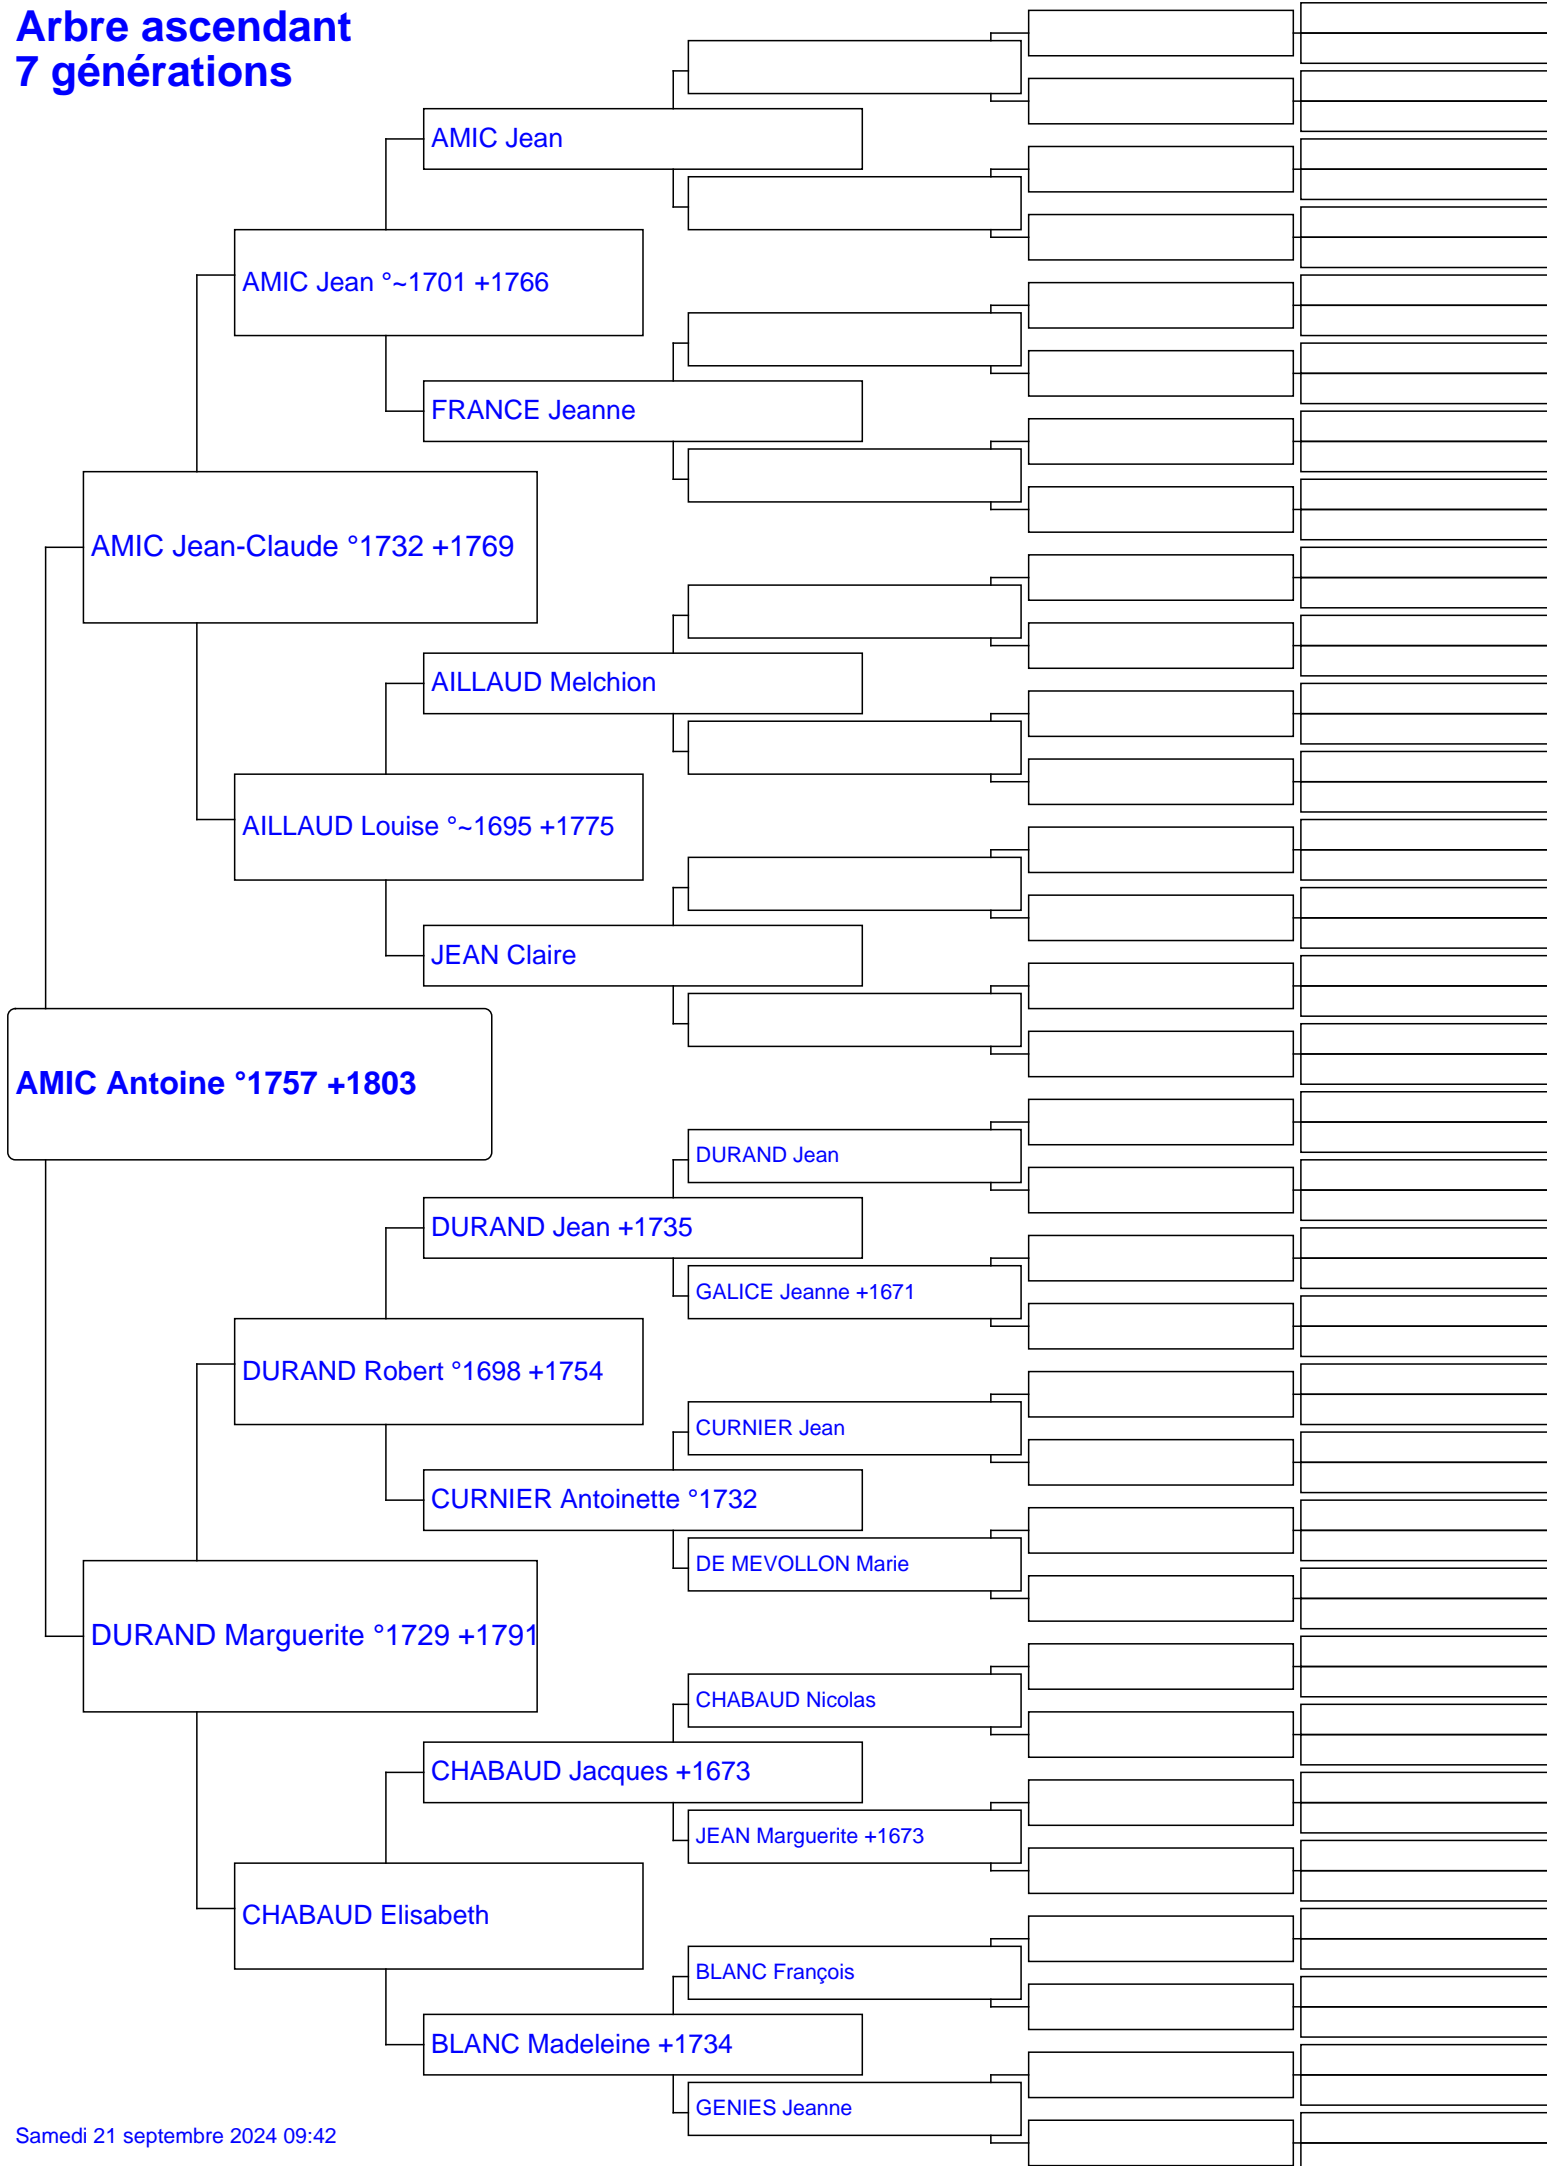 Arbre ascendant
7 générations
AMIC Jean
AMIC Jean °~1701 +1766
FRANCE Jeanne
AMIC Jean-Claude °1732 +1769
AILLAUD Melchion
AILLAUD Louise °~1695 +1775
JEAN Claire
AMIC Antoine °1757 +1803
DURAND Jean
DURAND Jean +1735
GALICE Jeanne +1671
DURAND Robert °1698 +1754
CURNIER Jean
CURNIER Antoinette °1732
DE MEVOLLON Marie
DURAND Marguerite °1729 +1791
CHABAUD Nicolas
CHABAUD Jacques +1673
JEAN Marguerite +1673
CHABAUD Elisabeth
BLANC François
BLANC Madeleine +1734
GENIES Jeanne
Samedi 21 septembre 2024 09:42